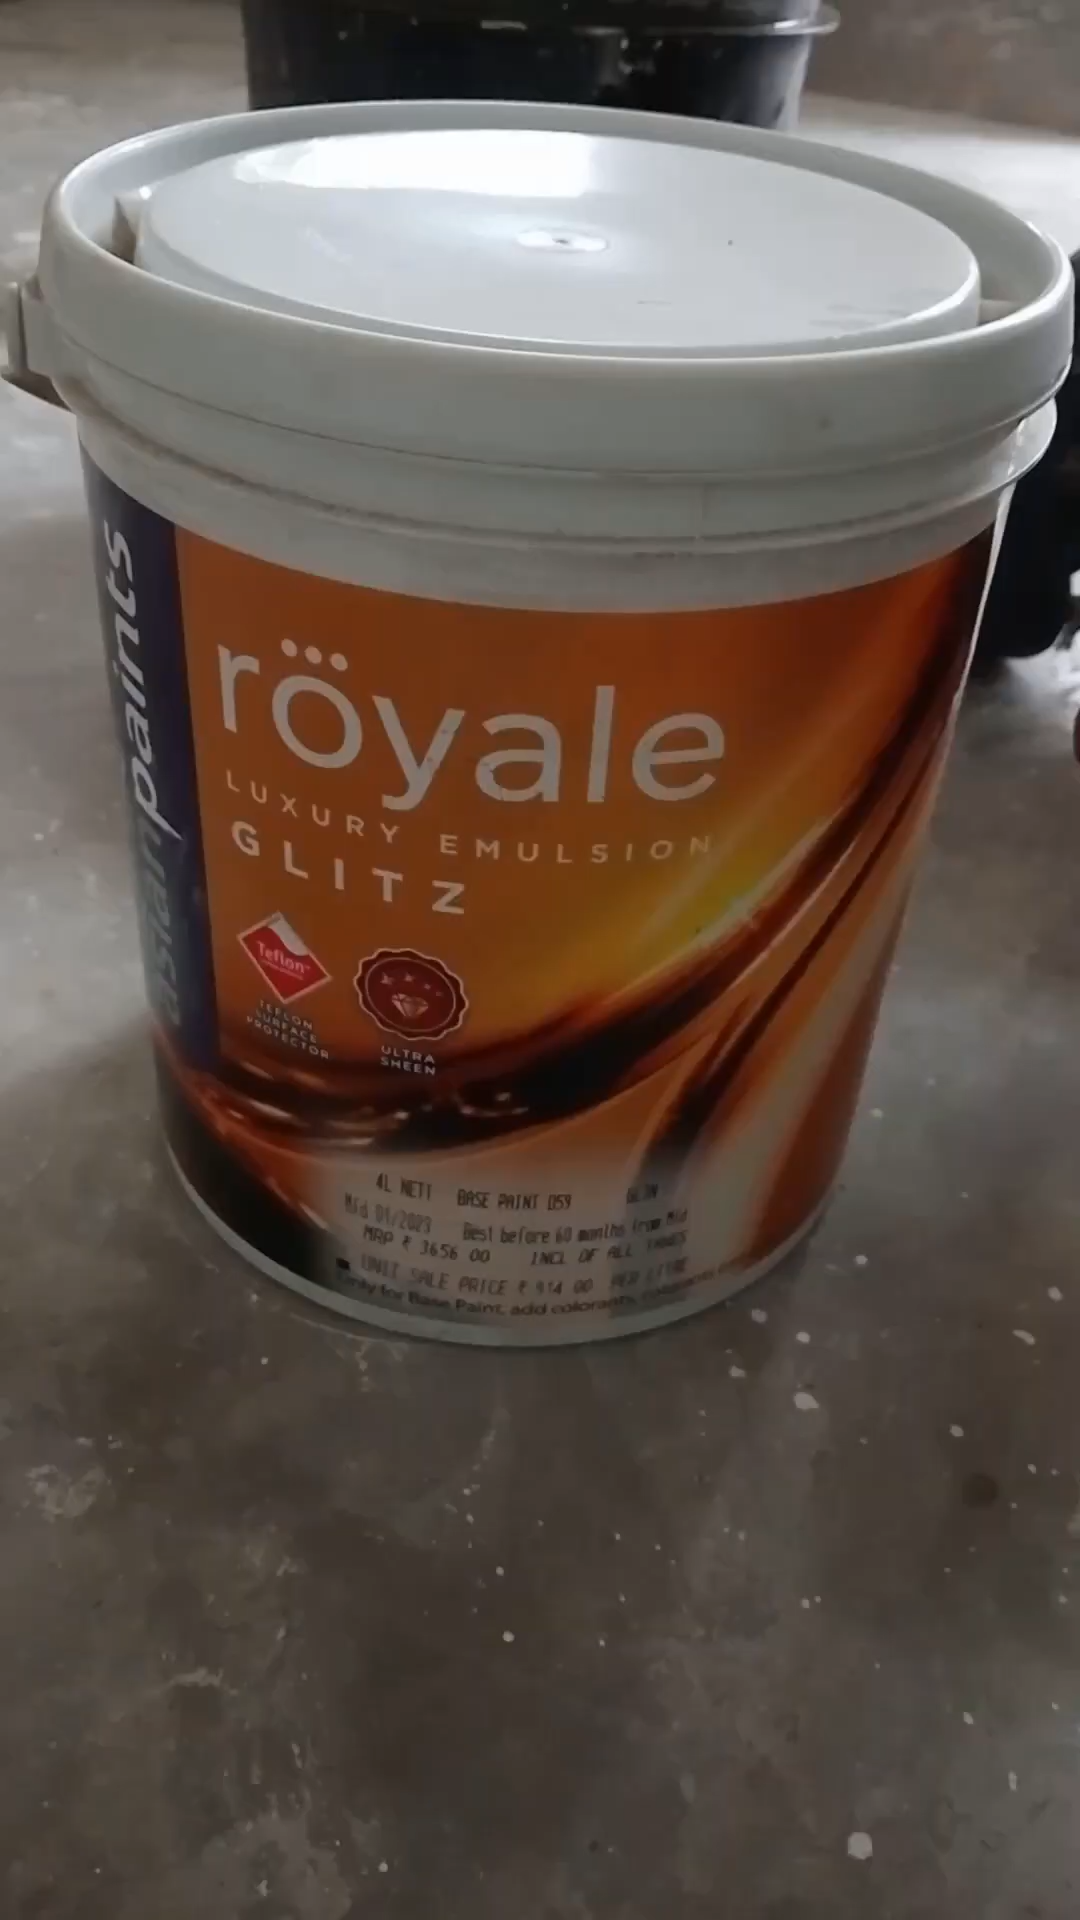 asianpaints
röyale
LUXURY EMULSION
GLITZ
Teflon
TEFLON
SURFACE
PROTECTOR
ULTRA
SHEEN
4L NETT BASE PAINT D59
Mfd 01/2023 Best before 60 months from Mfd
MRP ₹ 3656 00 INCL OF ALL TAXES
UNIT SALE PRICE ₹ 914 00 PER LITRE
Only for Base Paint, add colorants